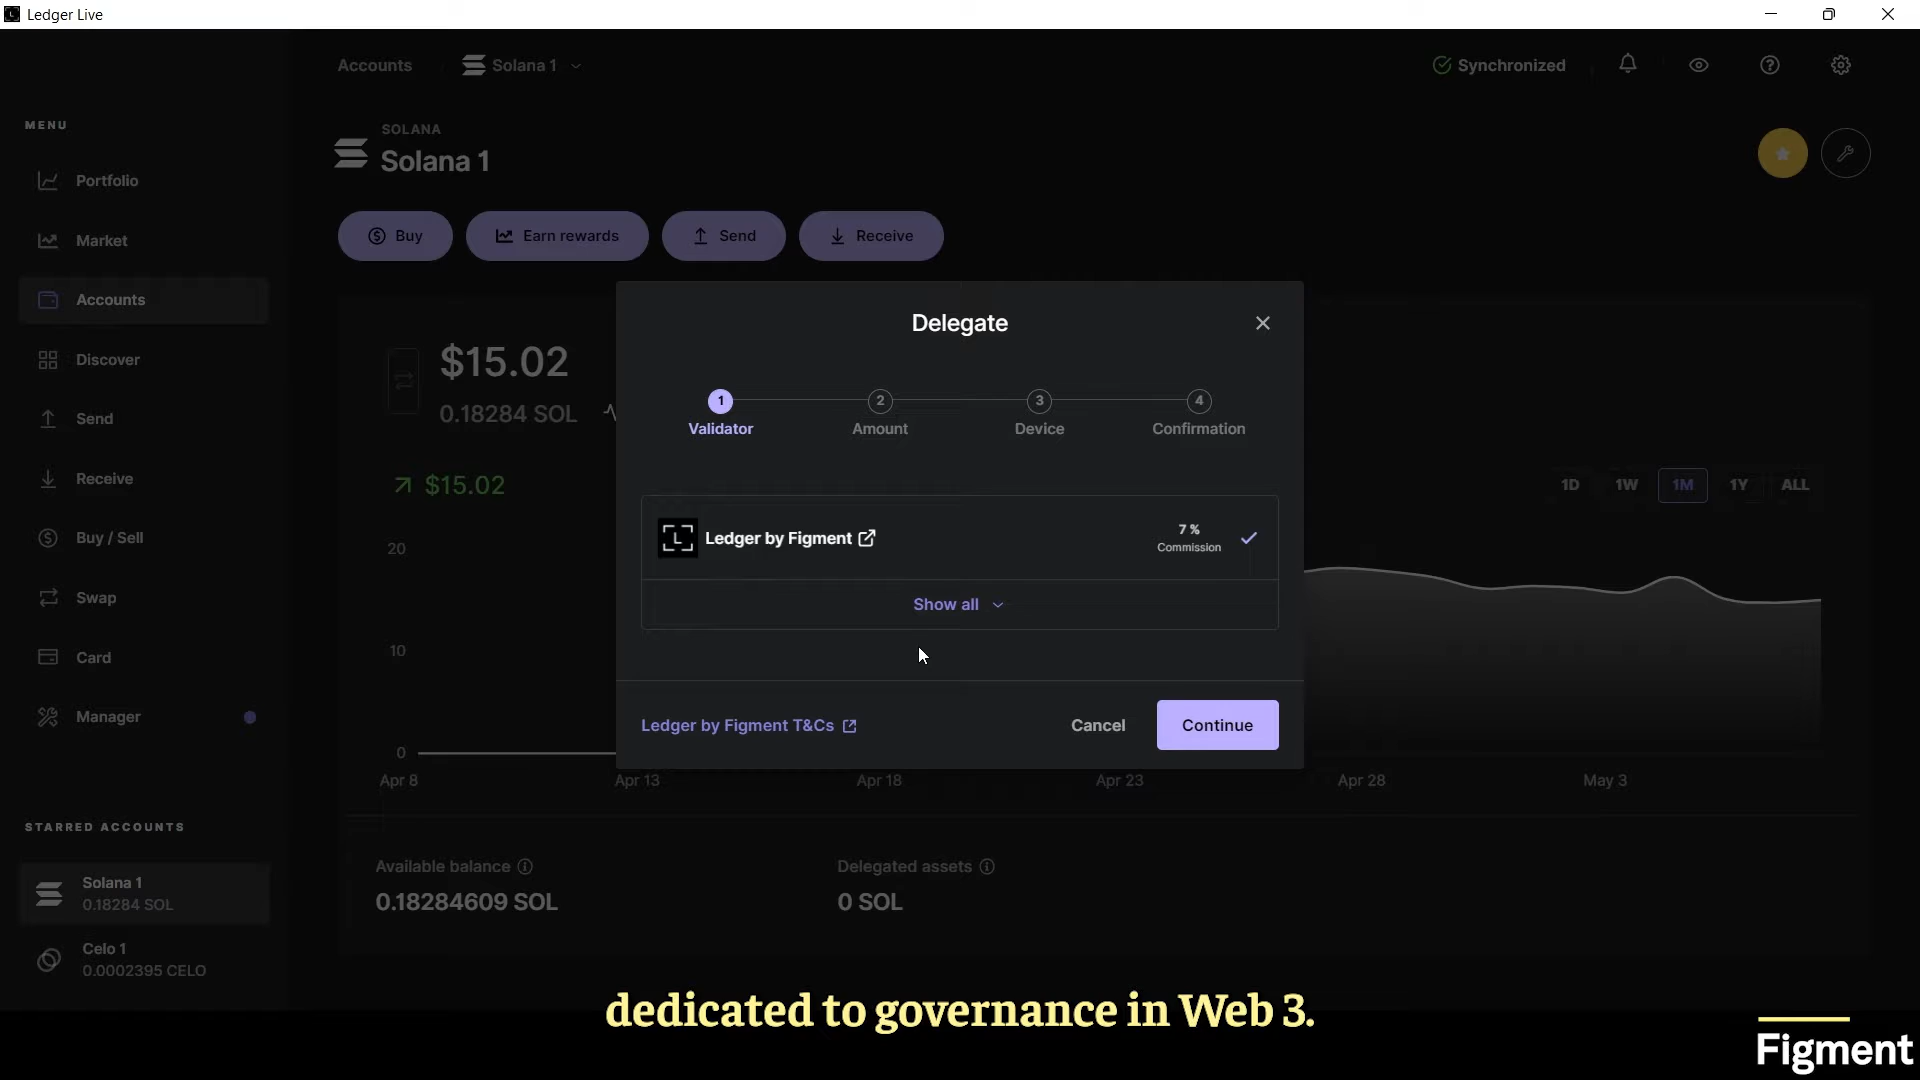 Ledger Live
Accounts
Solana 1
Synchronized
MENU
Portfolio
Market
Accounts
Discover
Send
Receive
Buy / Sell
Swap
Card
Manager
STARRED ACCOUNTS
Solana 1
0.18284 SOL
Celo 1
0.0002395 CELO
SOLANA
Solana 1
Buy
Earn rewards
Send
Receive
$15.02
0.18284 SOL
$15.02
1D 1W 1M 1Y ALL
20
10
0
Apr 8 Apr 13 Apr 18 Apr 23 Apr 28 May 3
Available balance
0.18284609 SOL
Delegated assets
0 SOL
Delegate
1 2 3 4
Validator Amount Device Confirmation
L
Ledger by Figment
7 %
Commission
Show all
Ledger by Figment T&Cs
Cancel
Continue
dedicated to governance in Web 3.
Figment